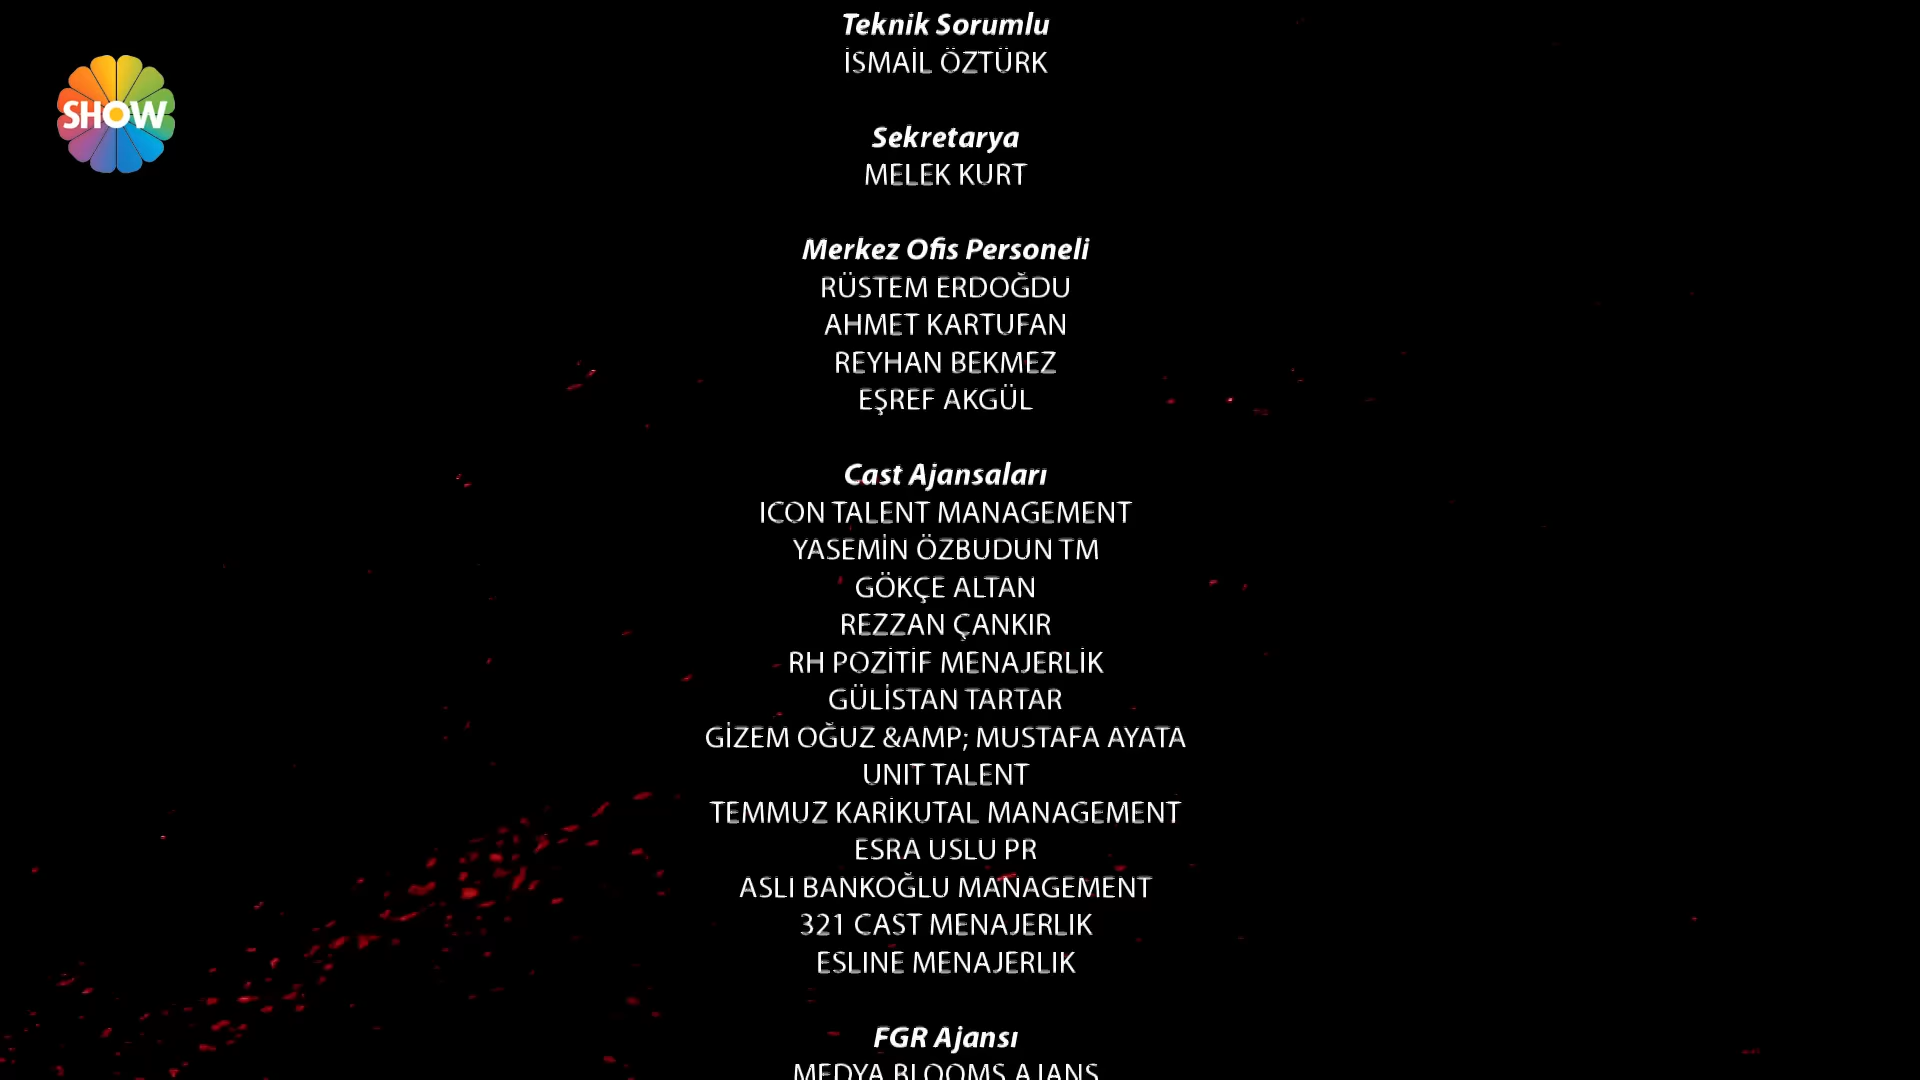 Teknik Sorumlu
İSMAİL ÖZTÜRK
SHOW
Sekretarya
MELEK KURT
Merkez Ofis Personeli
RÜSTEM ERDOĞDU
AHMET KARTUFAN
REYHAN BEKMEZ
EŞREF AKGÜL
Cast Ajansaları
ICON TALENT MANAGEMENT
YASEMİN ÖZBUDUN TM
GÖKÇE ALTAN
REZZAN ÇANKIR
RH POZİTİF MENAJERLİK
GÜLİSTAN TARTAR
GİZEM OĞUZ &AMP; MUSTAFA AYATA
UNIT TALENT
TEMMUZ KARİKUTAL MANAGEMENT
ESRA USLU PR
ASLI BANKOĞLU MANAGEMENT
321 CAST MENAJERLIK
ESLINE MENAJERLIK
FGR Ajansı
MEDYA BLOOMS AJANS